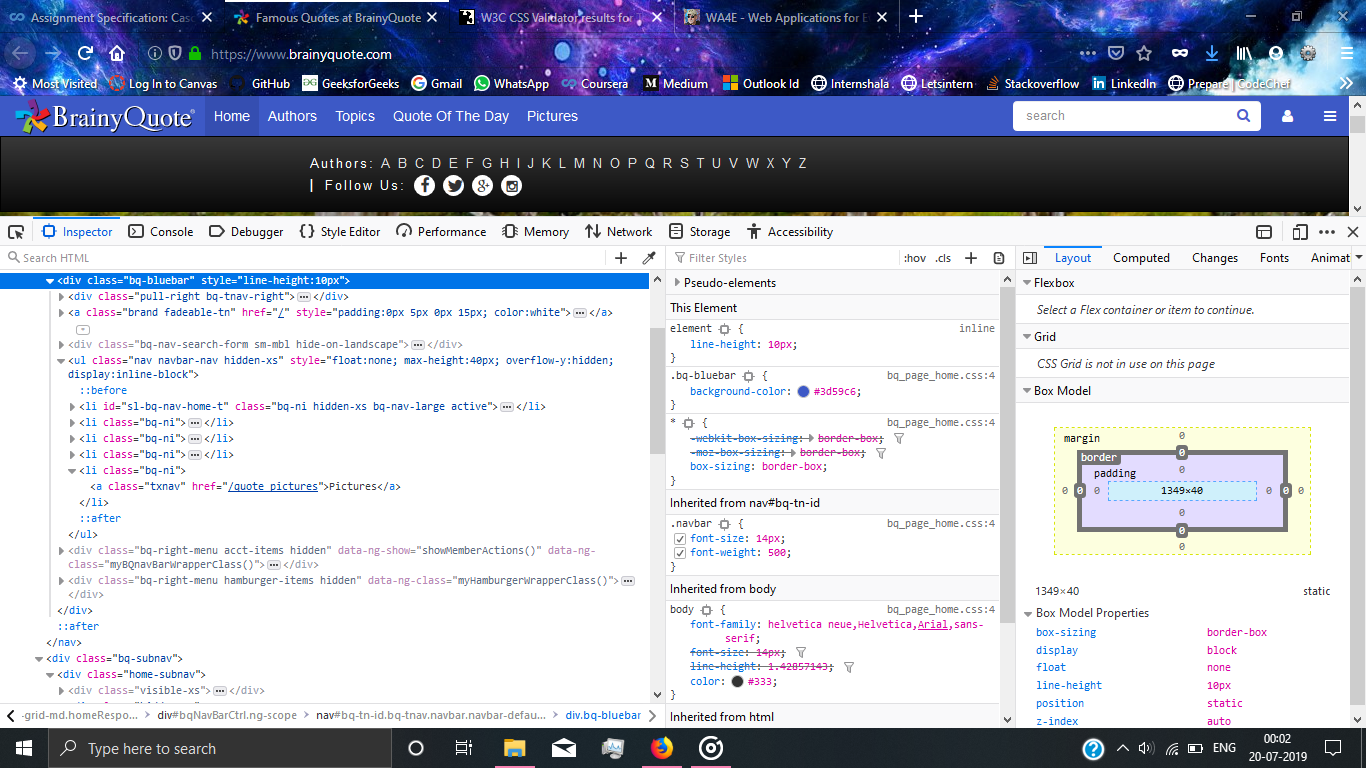 Assignment Specification: Casc
Famous Quotes at BrainyQuote
W3C CSS Validator results for
WA4E - Web Applications for E
https://www.brainyquote.com
Most Visited
Log In to Canvas
GitHub
GeeksforGeeks
Gmail
WhatsApp
Coursera
Medium
Outlook Id
Internshala
Letsintern
Stackoverflow
LinkedIn
Prepare | CodeChef
BrainyQuote®
Home
Authors
Topics
Quote Of The Day
Pictures
search
Authors: A B C D E F G H I J K L M N O P Q R S T U V W X Y Z
| Follow Us:
Inspector
Console
Debugger
Style Editor
Performance
Memory
Network
Storage
Accessibility
Search HTML
<div class="bq-bluebar" style="line-height:10px">
<div class="pull-right bq-tnav-right"></div>
<a class="brand fadeable-tn" href="/" style="padding:0px 5px 0px 15px; color:white"></a>
<div class="bq-nav-search-form sm-mbl hide-on-landscape"></div>
<ul class="nav navbar-nav hidden-xs" style="float:none; max-height:40px; overflow-y:hidden;
display:inline-block">
::before
<li id="sl-bq-nav-home-t" class="bq-ni hidden-xs bq-nav-large active"></li>
<li class="bq-ni"></li>
<li class="bq-ni"></li>
<li class="bq-ni"></li>
<li class="bq-ni">
<a class="txnav" href="/quote_pictures">Pictures</a>
</li>
::after
</ul>
<div class="bq-right-menu acct-items hidden" data-ng-show="showMemberActions()" data-ng-
class="myBQnavBarWrapperClass()"></div>
<div class="bq-right-menu hamburger-items hidden" data-ng-class="myHamburgerWrapperClass()">
</div>
</div>
::after
</nav>
<div class="bq-subnav">
<div class="home-subnav">
<div class="visible-xs"></div>
-grid-md.homeRespo...
div#bqNavBarCtrl.ng-scope
nav#bq-tn-id.bq-tnav.navbar.navbar-defau...
div.bq-bluebar
Filter Styles
:hov
.cls
Pseudo-elements
This Element
element { inline
line-height: 10px;
}
.bq-bluebar { bq_page_home.css:4
background-color: #3d59c6;
}
* { bq_page_home.css:4
-webkit-box-sizing: border-box;
-moz-box-sizing: border-box;
box-sizing: border-box;
}
Inherited from nav#bq-tn-id
.navbar { bq_page_home.css:4
font-size: 14px;
font-weight: 500;
}
Inherited from body
body { bq_page_home.css:4
font-family: helvetica neue,Helvetica,Arial,sans-
serif;
font-size: 14px;
line-height: 1.42857143;
color: #333;
}
Inherited from html
Layout
Computed
Changes
Fonts
Animat
Flexbox
Select a Flex container or item to continue.
Grid
CSS Grid is not in use on this page
Box Model
margin
0
border
0
padding
0
0 0 0 1349×40 0 0 0
0
0
0
1349×40 static
Box Model Properties
box-sizing border-box
display block
float none
line-height 10px
position static
z-index auto
Type here to search
ENG
00:02
20-07-2019